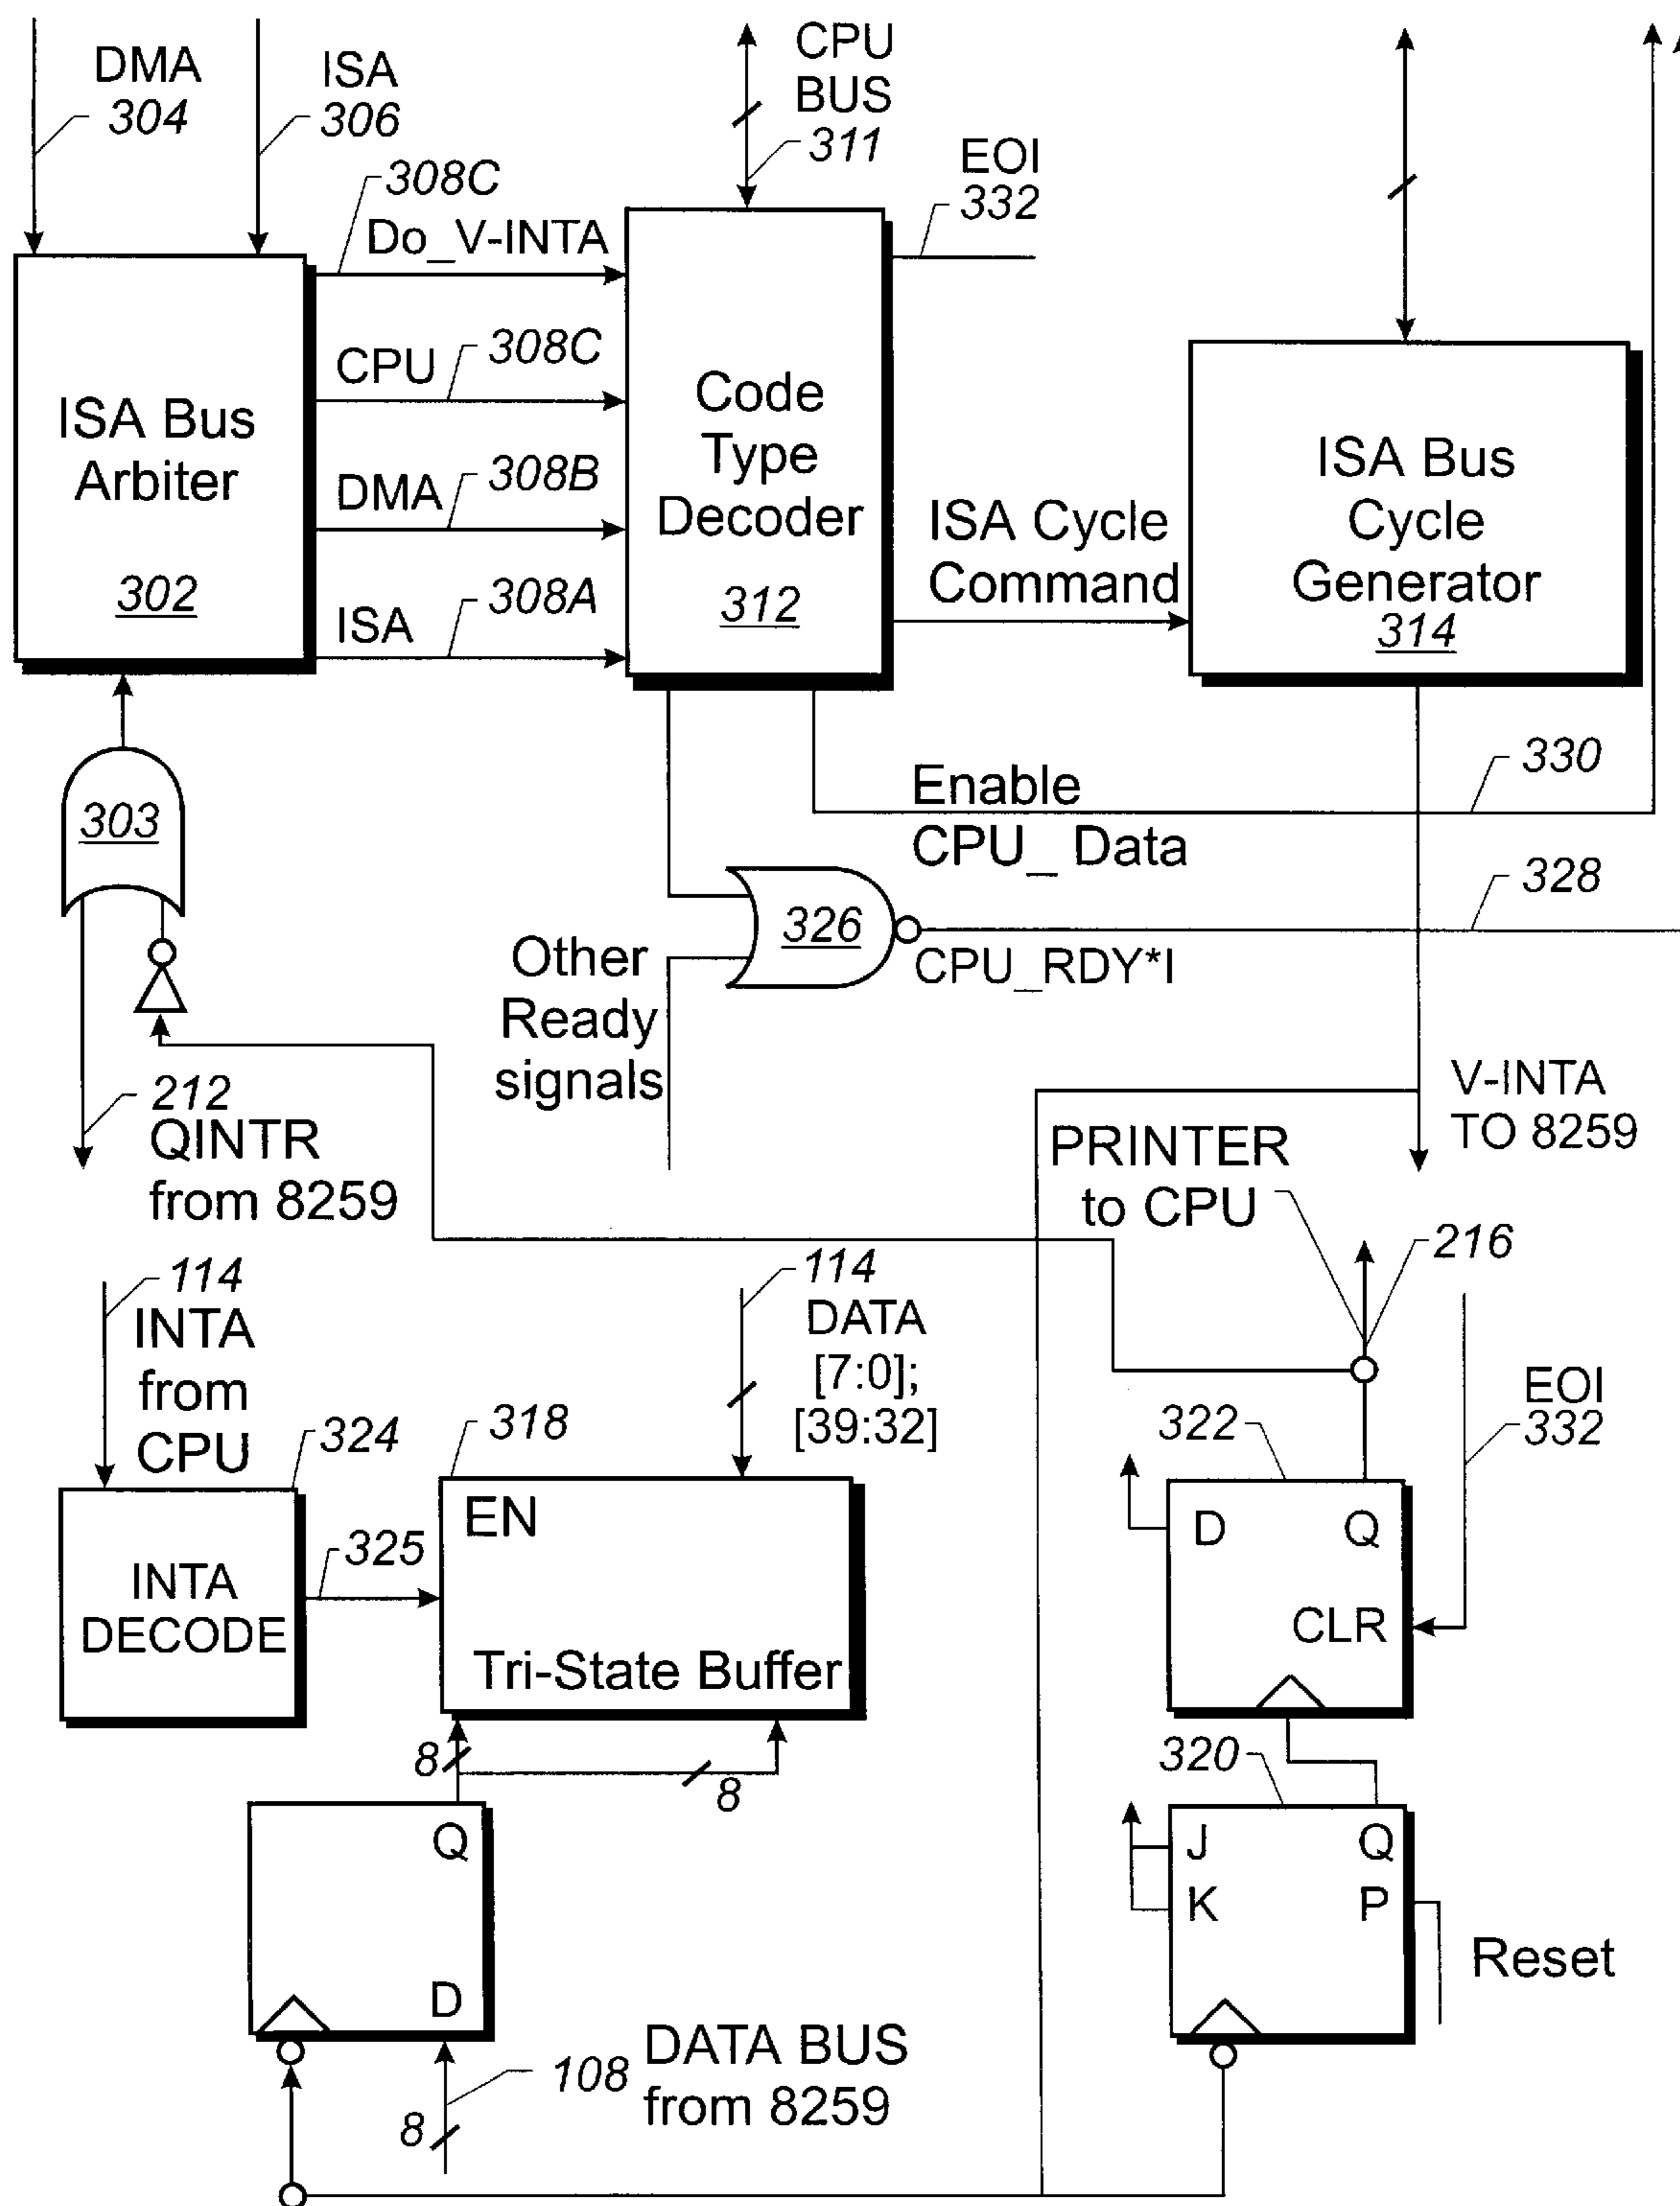 DMA
304
ISA
306
CPU
BUS
311
EOI
332
308C
Do_V-INTA
CPU
308C
DMA
308B
ISA
308A
ISA Bus
Arbiter
302
Code
Type
Decoder
312
ISA Cycle
Command
ISA Bus
Cycle
Generator
314
303
Enable
CPU_ Data
330
326
328
CPU_RDY*I
Other
Ready
signals
212
QINTR
from 8259
V-INTA
TO 8259
PRINTER
to CPU
216
114
INTA
from
CPU
114
DATA
[7:0];
[39:32]
EOI
332
324
318
322
EN
325
INTA
DECODE
Tri-State Buffer
D Q
CLR
8
8
320
Q
D
J Q
K P
Reset
108
DATA BUS
from 8259
8